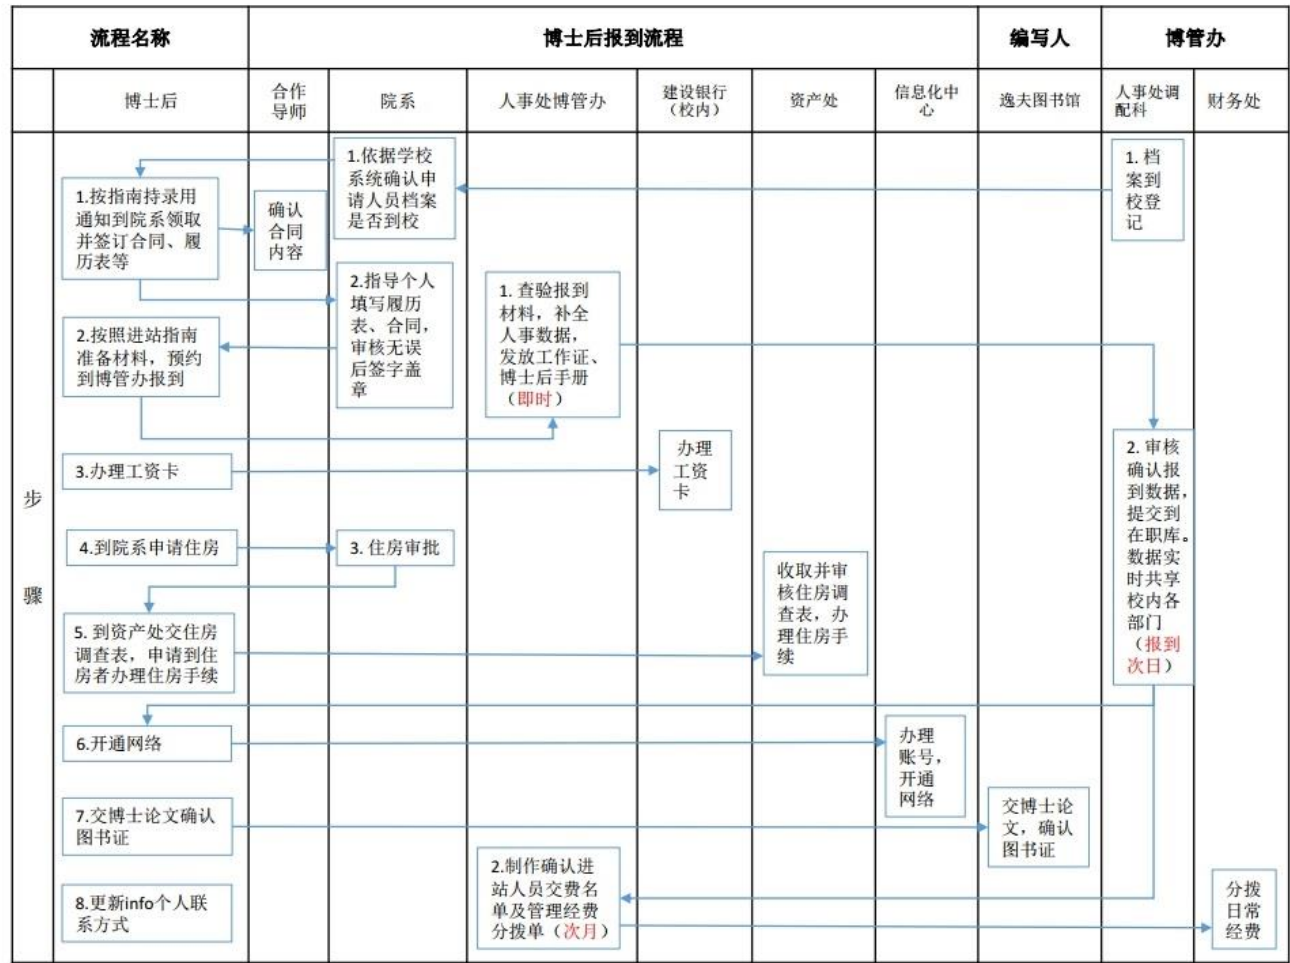 流程名称
博士后报到流程
编写人
博管办
博士后
合作
导师
院系
人事处博管办
建设银行
（校内）
资产处
信息化中
心
逸夫图书馆
人事处调
配科
财务处
步
骤
1.依据学校
系统确认申
请人员档案
是否到校
1. 档
案到
校登
记
1.按指南持录用
通知到院系领取
并签订合同、履
历表等
确认
合同
内容
2.指导个人
填写履历
表、合同，
审核无误
后签字盖
章
1. 查验报到
材料，补全
人事数据，
发放工作证、
博士后手册
（即时）
2.按照进站指南
准备材料，预约
到博管办报到
3.办理工资卡
办理
工资
卡
2. 审核
确认报
到数据，
提交到
在职库。
数据实
时共享
校内各
部门
（报到
次日）
4.到院系申请住房
3. 住房审批
收取并审
核住房调
查表，办
理住房手
续
5. 到资产处交住房
调查表，申请到住
房者办理住房手续
6.开通网络
办理
账号，
开通
网络
7.交博士论文确认
图书证
交博士论
文，确认
图书证
8.更新info个人联
系方式
2.制作确认进
站人员交费名
单及管理经费
分拨单（次月）
分拨
日常
经费